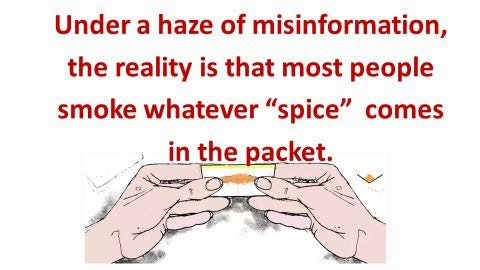 Under a haze of misinformation,
the reality is that most people
smoke whatever “spice” comes
in the packet.